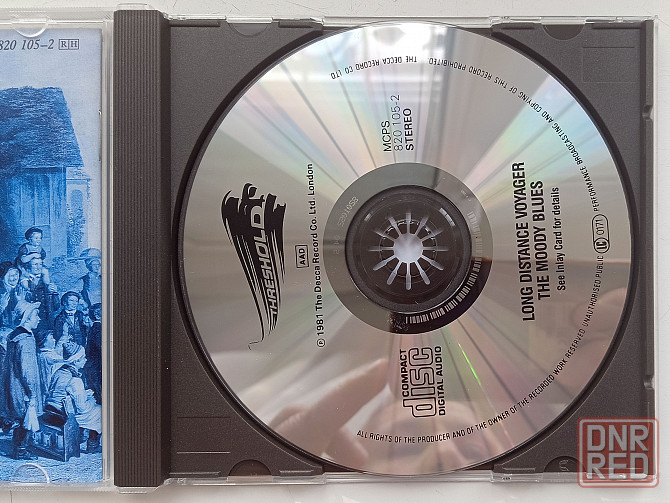 820 105-2 RH
THRESHOLD
AAD
℗ 1981 The Decca Record Co. Ltd. London
MCPS
820 105-2
STEREO
LONG DISTANCE VOYAGER
THE MOODY BLUES
See Inlay Card for details
COMPACT
disc
DIGITAL AUDIO
THE DECCA RECORD CO LTD.
ALL RIGHTS OF THE PRODUCER AND OF THE OWNER OF THE RECORDED WORK RESERVED UNAUTHORISED PUBLIC PERFORMANCE BROADCASTING AND COPYING OF THIS RECORD PROHIBITED
LC 0171
DNR
RED